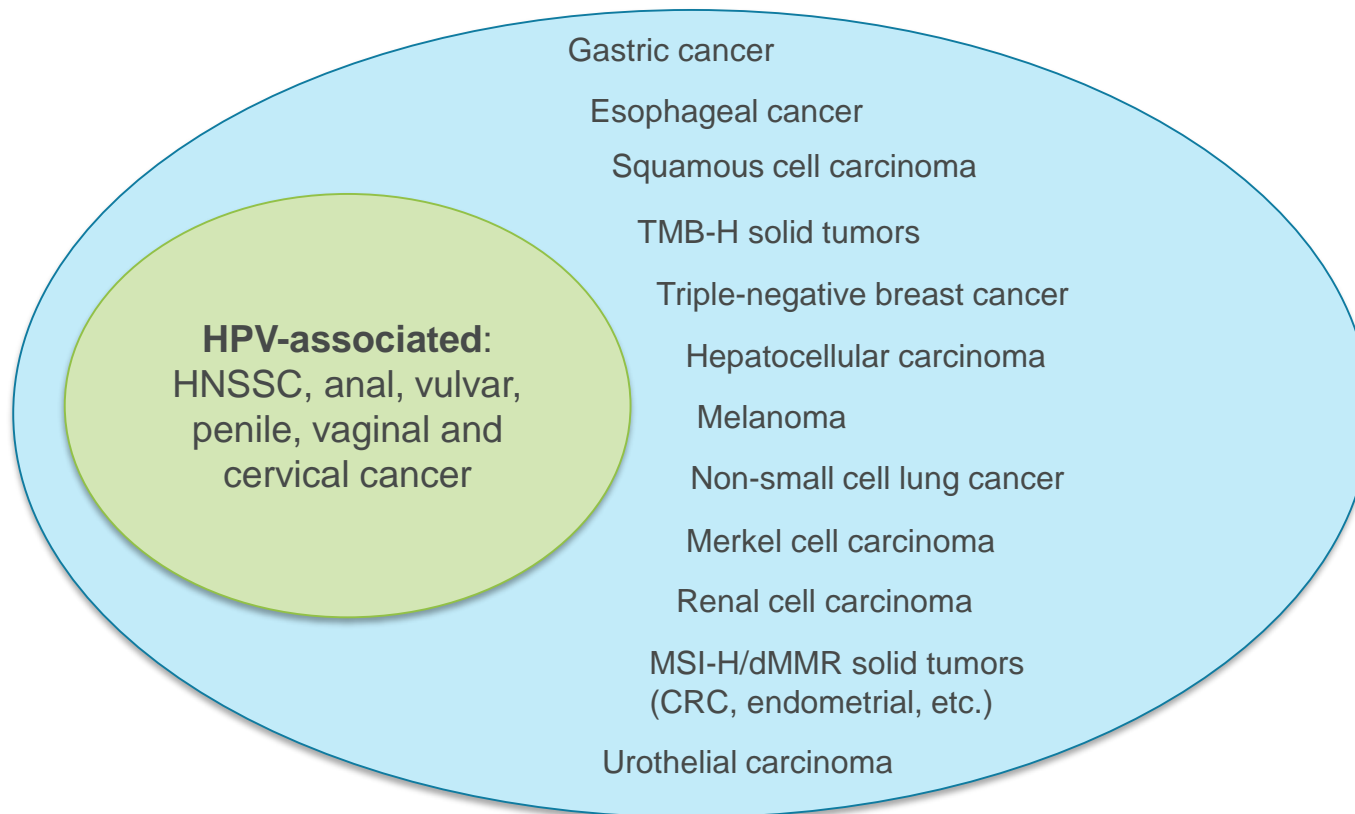 Gastric cancer
Esophageal cancer
Squamous cell carcinoma
TMB-H solid tumors
Triple-negative breast cancer
HPV-associated:
HNSSC, anal, vulvar,
penile, vaginal and
cervical cancer
Hepatocellular carcinoma
Melanoma
Non-small cell lung cancer
Merkel cell carcinoma
Renal cell carcinoma
MSI-H/dMMR solid tumors
(CRC, endometrial, etc.)
Urothelial carcinoma